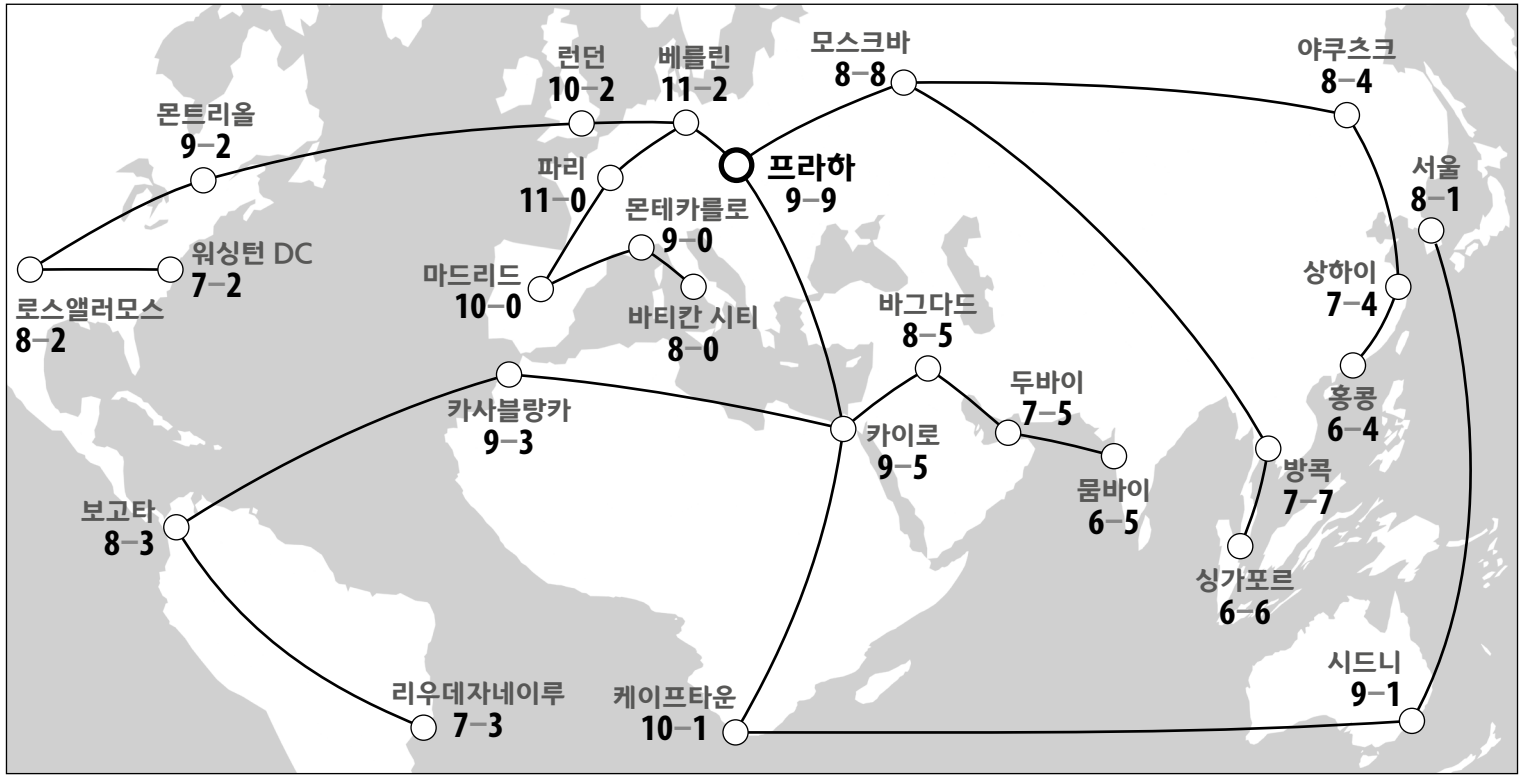 모스크바
8–8
야쿠츠크
8–4
런던
10–2
베를린
11–2
몬트리올
9–2
파리
11–0
프라하
9–9
서울
8–1
몬테카를로
9–0
워싱턴 DC
7–2
마드리드
10–0
상하이
7–4
로스앨러모스
8–2
바티칸 시티
8–0
바그다드
8–5
두바이
7–5
홍콩
6–4
카사블랑카
9–3
카이로
9–5
방콕
7–7
뭄바이
6–5
보고타
8–3
싱가포르
6–6
시드니
9–1
리우데자네이루
7–3
케이프타운
10–1